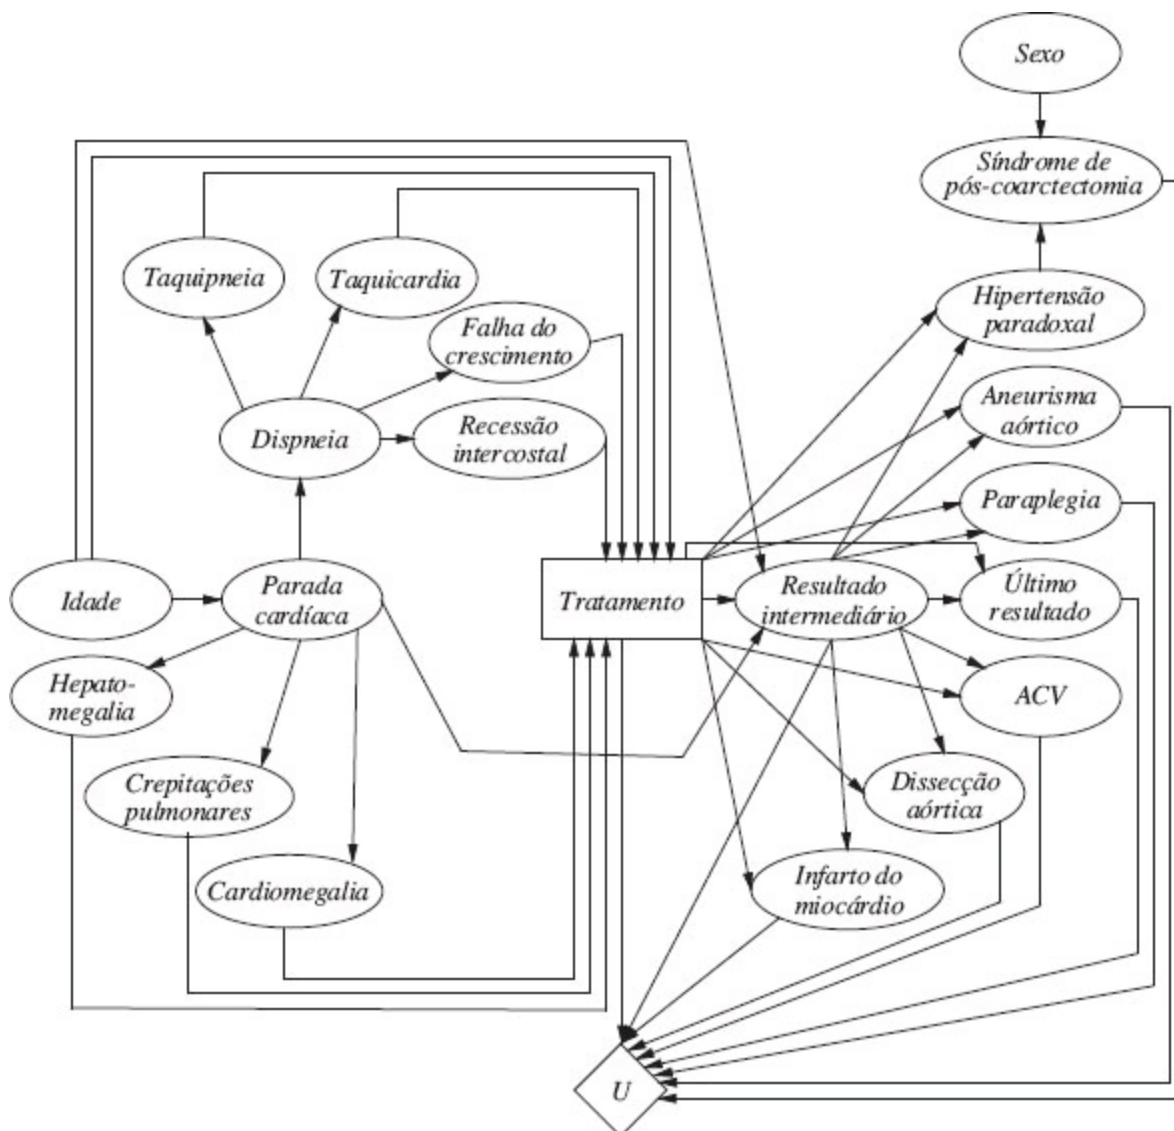 Sexo
Síndrome de
pós-coarctectomia
Taquipneia
Taquicardia
Hipertensão
paradoxal
Falha do
crescimento
Aneurisma
aórtico
Dispneia
Recessão
intercostal
Paraplegia
Idade
Parada
cardíaca
Tratamento
Resultado
intermediário
Último
resultado
Hepato-
megalia
ACV
Crepitações
pulmonares
Dissecção
aórtica
Cardiomegalia
Infarto do
miocárdio
U